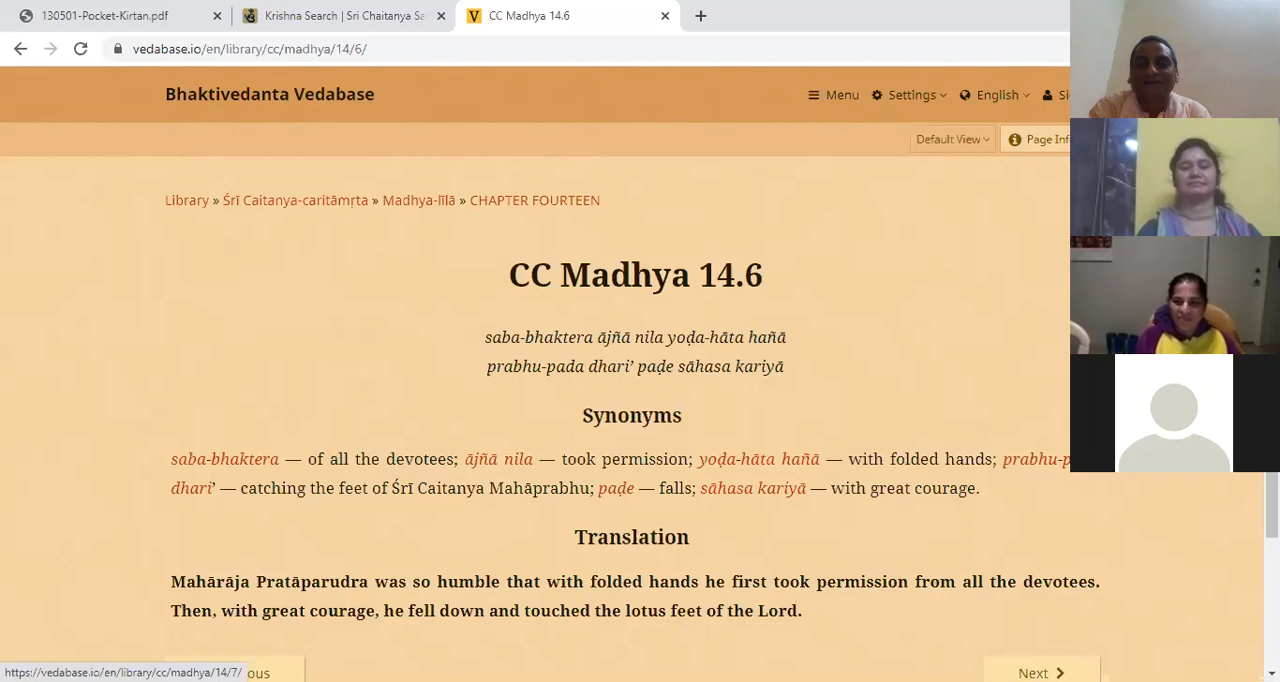 130501-Pocket-Kirtan.pdf
Krishna Search | Sri Chaitanya Sa
CC Madhya 14.6
vedabase.io/en/library/cc/madhya/14/6/
Bhaktivedanta Vedabase
Menu Settings English
Default View Page Inf
Library » Śrī Caitanya-caritāmṛta » Madhya-līlā » CHAPTER FOURTEEN
CC Madhya 14.6
saba-bhaktera ājñā nila yoḍa-hāta hañā
prabhu-pada dhari’ paḍe sāhasa kariyā
Synonyms
saba-bhaktera — of all the devotees; ājñā nila — took permission; yoḍa-hāta hañā — with folded hands; prabhu-p
dhari’ — catching the feet of Śrī Caitanya Mahāprabhu; paḍe — falls; sāhasa kariyā — with great courage.
Translation
Mahārāja Pratāparudra was so humble that with folded hands he first took permission from all the devotees.
Then, with great courage, he fell down and touched the lotus feet of the Lord.
https://vedabase.io/en/library/cc/madhya/14/7/ ous Next